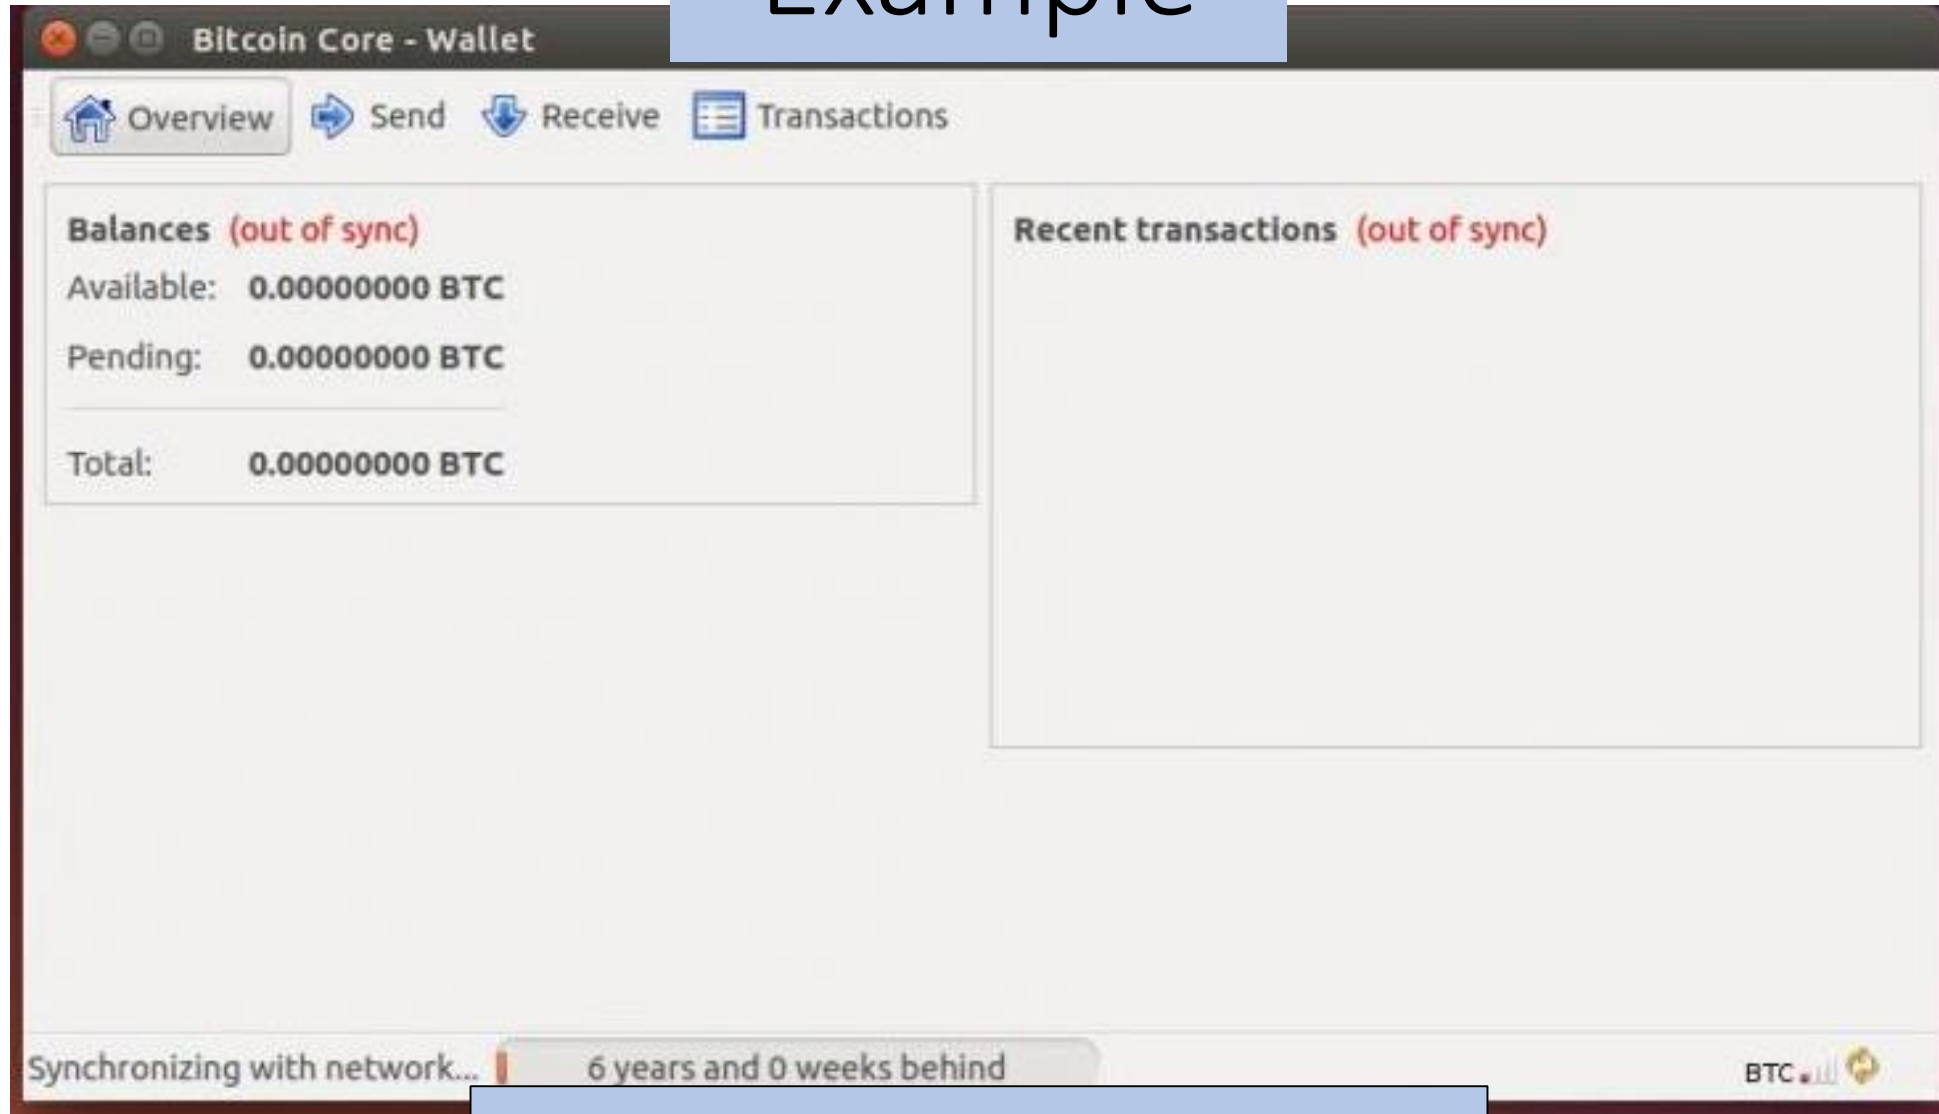 Example
Bitcoin Core - Wallet
Overview Send Receive Transactions
Balances (out of sync)
Available: 0.00000000 BTC
Pending: 0.00000000 BTC
Total: 0.00000000 BTC
Recent transactions (out of sync)
Synchronizing with network... 6 years and 0 weeks behind
BTC